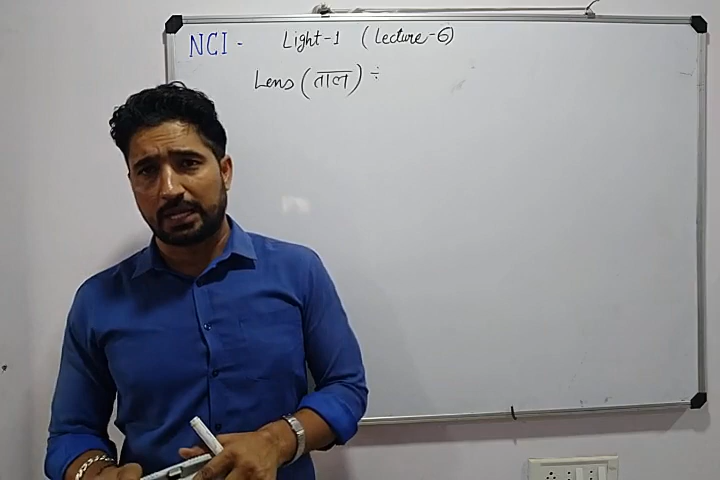 NCI - Light-1 (Lecture-6)
Lens (ताल) ÷